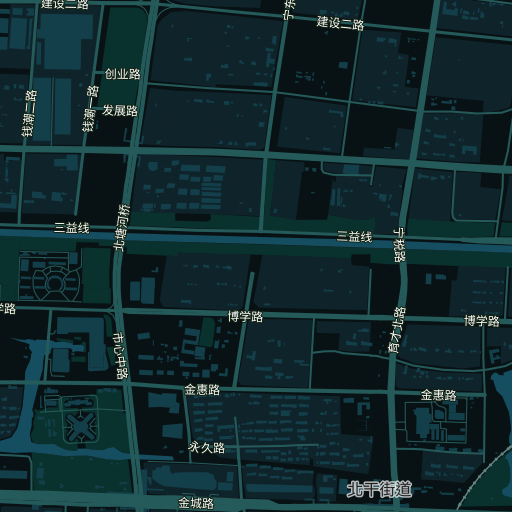 建设二路
宁东
建设二路
创业路
钱潮二路
钱潮一路
发展路
三益线
北塘河桥
三益线
宁税路
学路
博学路
博学路
市心中路
育才北路
金惠路
金惠路
永久路
北干街道
金城路